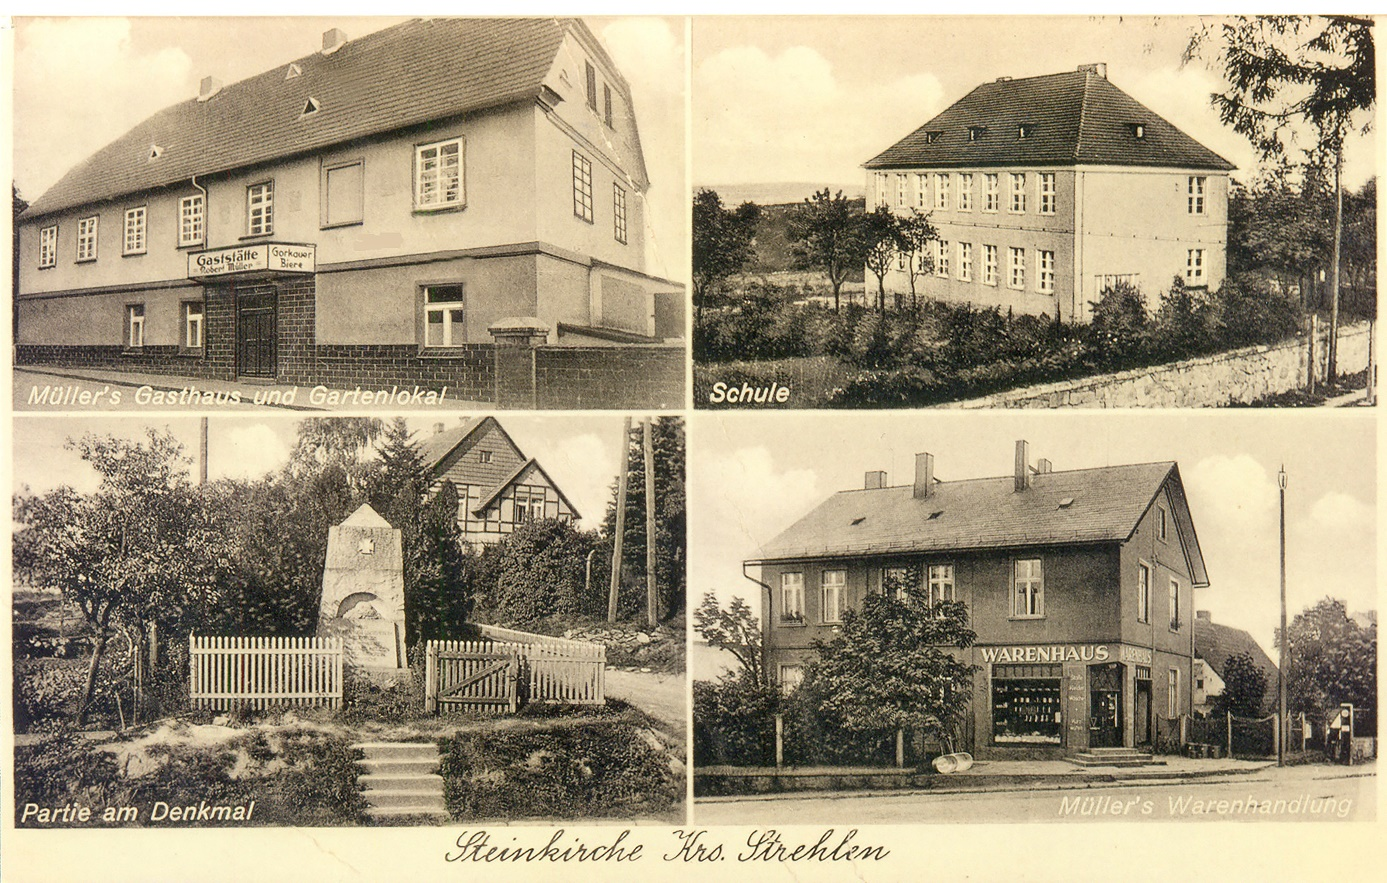 Gaststätte
Robert Müller
Gorkauer
Biere
Müller's Gasthaus und Gartenlokal
Schule
Partie am Denkmal
WARENHAUS
Müller's Warenhandlung
Steinkirche Krs. Strehlen